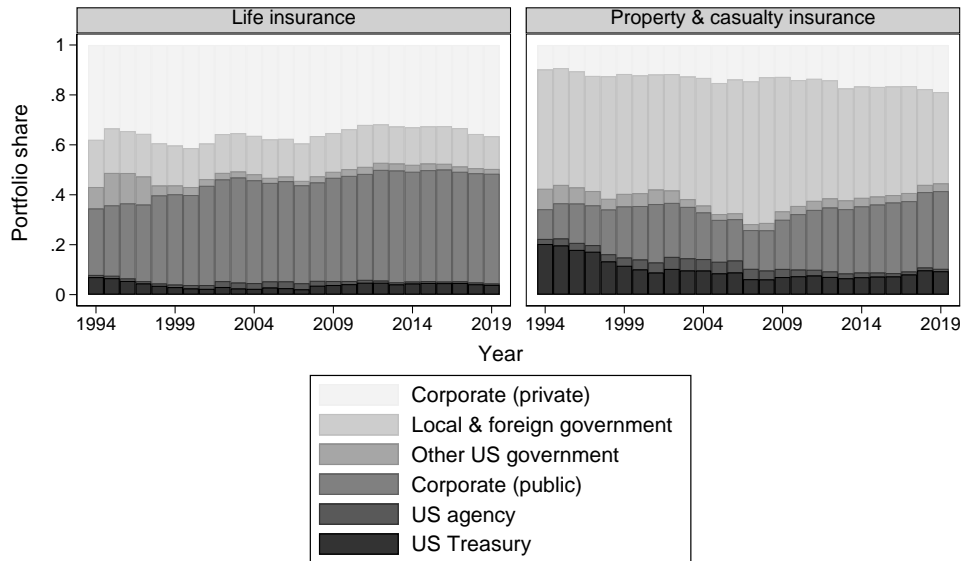 Life insurance
Property & casualty insurance
Portfolio share
1
.8
.6
.4
.2
0
1994 1999 2004 2009 2014 2019
1994 1999 2004 2009 2014 2019
Year
Corporate (private)
Local & foreign government
Other US government
Corporate (public)
US agency
US Treasury